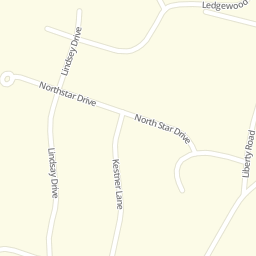 Ledgewood
Lindsey Drive
Northstar Drive
North Star Drive
Liberty Road
Lindsay Drive
Kestner Lane